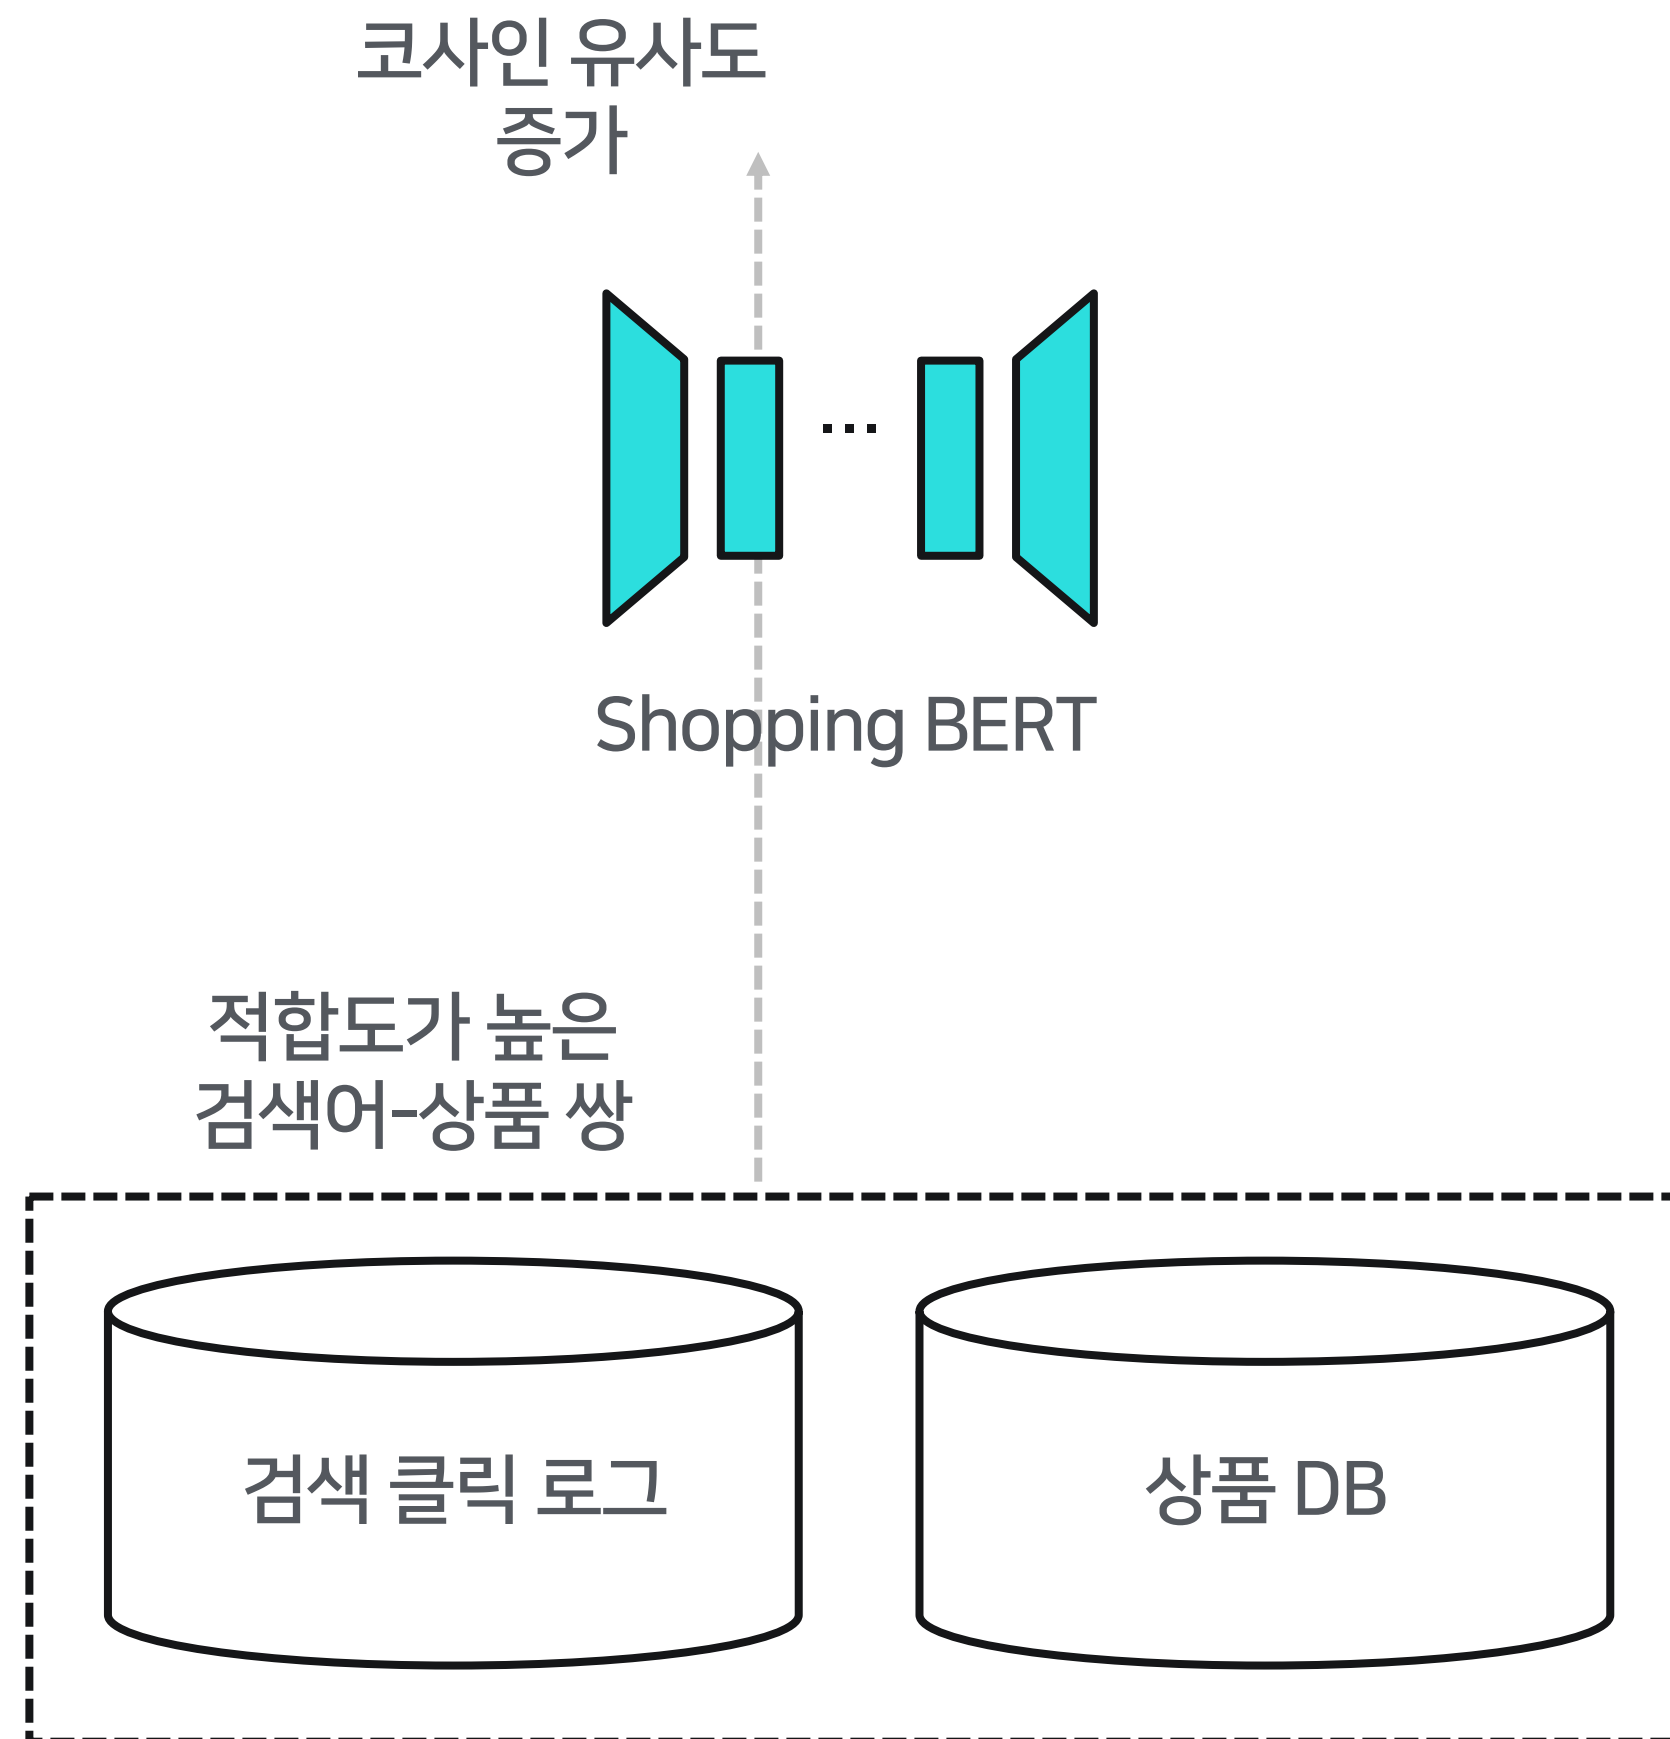 코사인 유사도
증가
Shopping BERT
적합도가 높은
검색어-상품 쌍
검색 클릭 로그
상품 DB